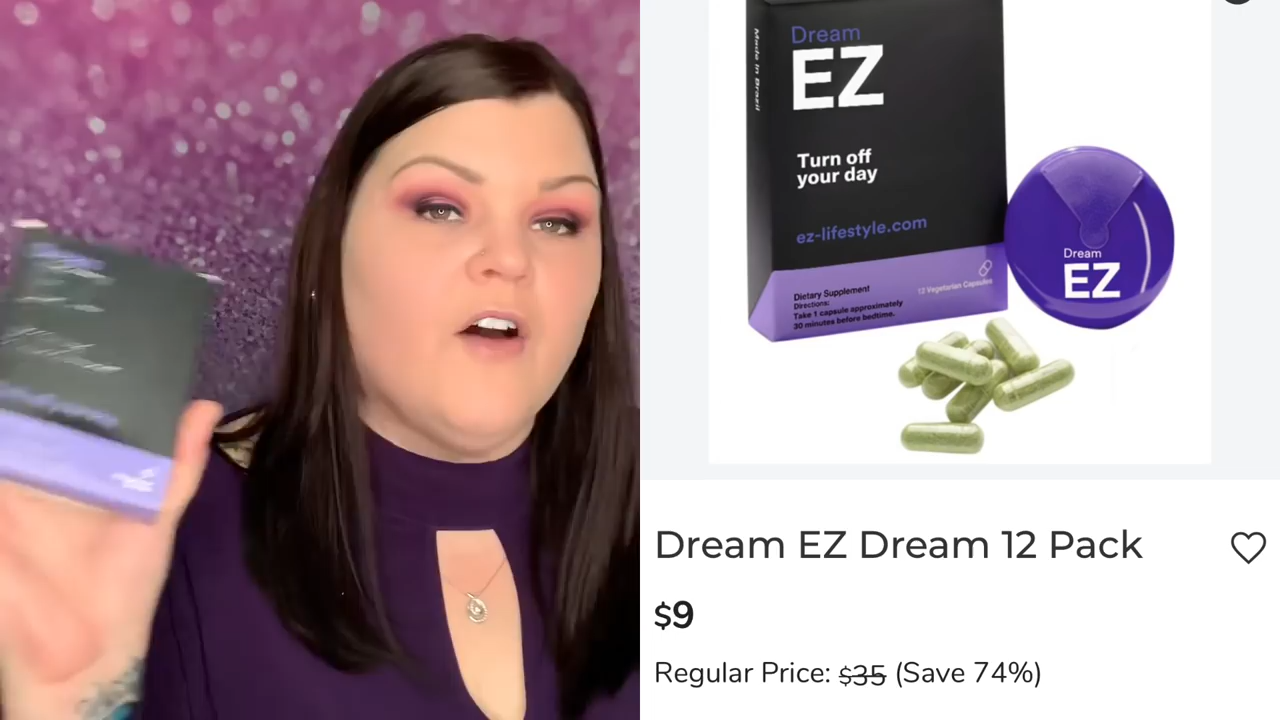 Made in Brazil
Dream
EZ
Turn off
your day
ez-lifestyle.com
Dietary Supplement
Directions:
Take 1 capsule approximately
30 minutes before bedtime.
12 Vegetarian Capsules
Dream
EZ
Dream EZ Dream 12 Pack
$9
Regular Price: $35 (Save 74%)